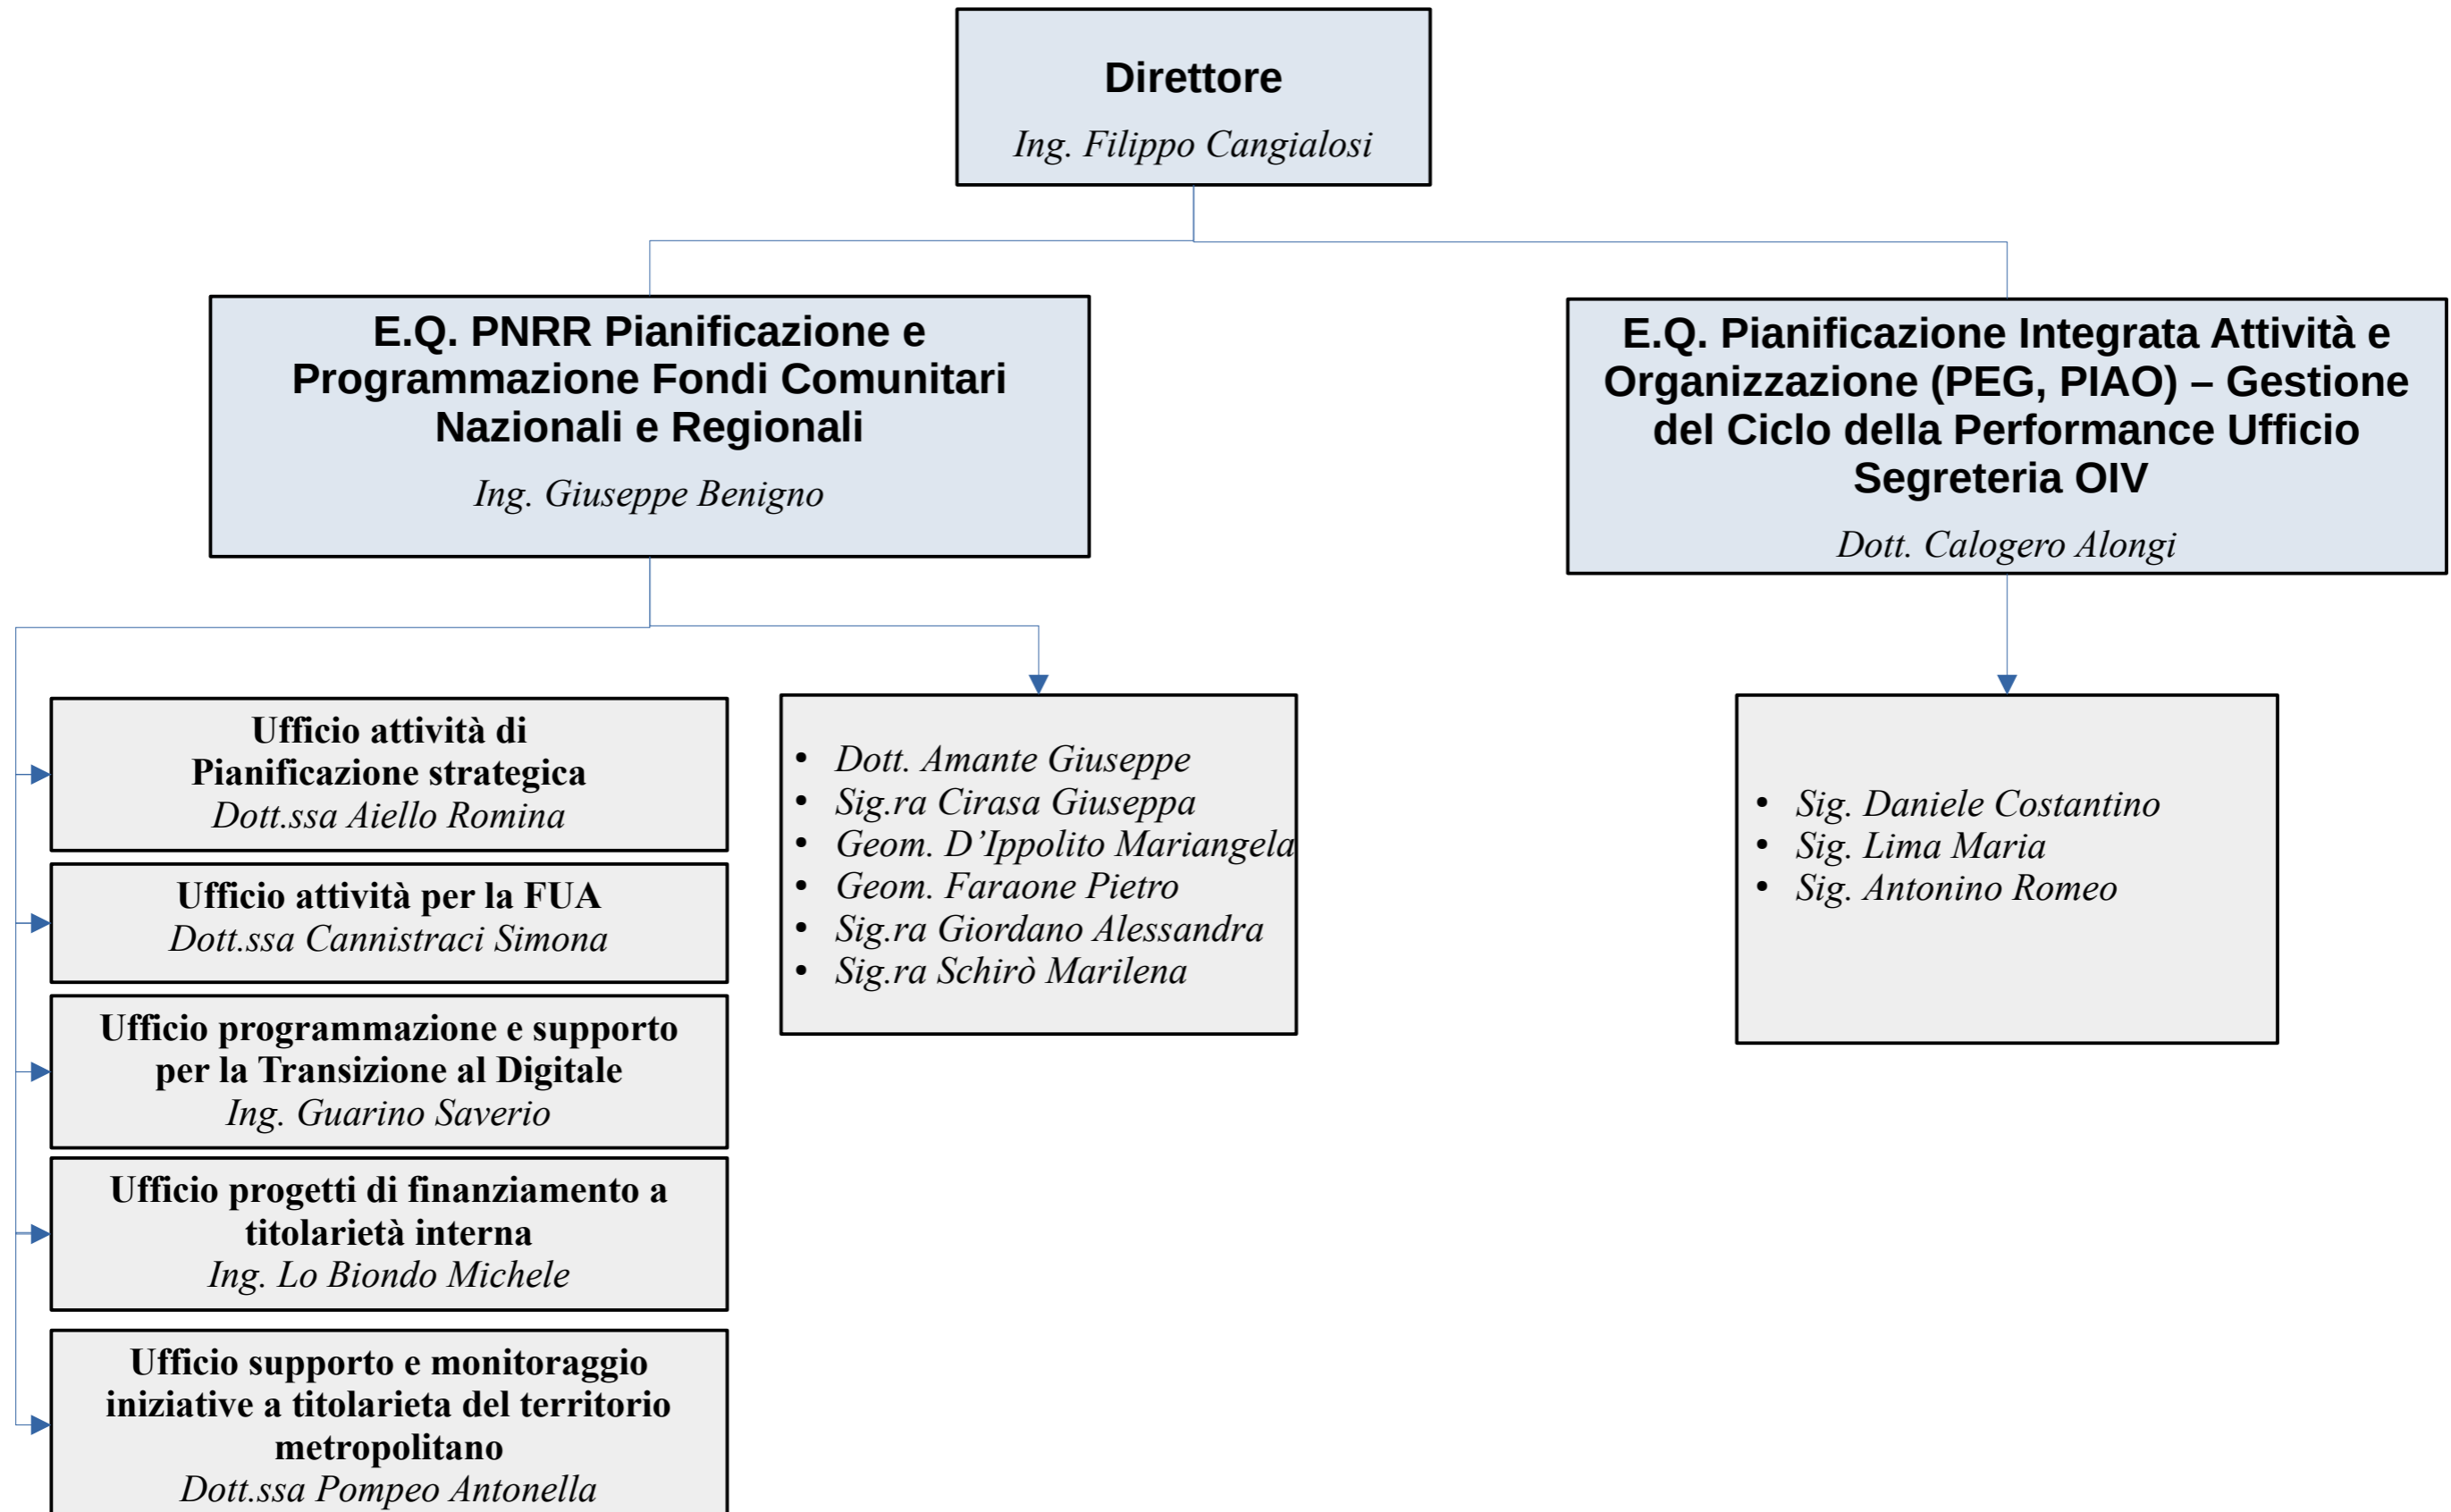 Direttore
Ing. Filippo Cangialosi
E.Q. PNRR Pianificazione e
Programmazione Fondi Comunitari
Nazionali e Regionali
Ing. Giuseppe Benigno
E.Q. Pianificazione Integrata Attività e
Organizzazione (PEG, PIAO) – Gestione
del Ciclo della Performance Ufficio
Segreteria OIV
Dott. Calogero Alongi
Ufficio attività di
Pianificazione strategica
Dott.ssa Aiello Romina
Ufficio attività per la FUA
Dott.ssa Cannistraci Simona
Ufficio programmazione e supporto
per la Transizione al Digitale
Ing. Guarino Saverio
Ufficio progetti di finanziamento a
titolarietà interna
Ing. Lo Biondo Michele
Ufficio supporto e monitoraggio
iniziative a titolarieta del territorio
metropolitano
Dott.ssa Pompeo Antonella
• Dott. Amante Giuseppe
• Sig.ra Cirasa Giuseppa
• Geom. D’Ippolito Mariangela
• Geom. Faraone Pietro
• Sig.ra Giordano Alessandra
• Sig.ra Schirò Marilena
• Sig. Daniele Costantino
• Sig. Lima Maria
• Sig. Antonino Romeo